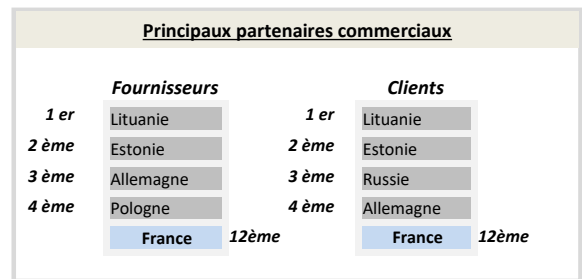 Principaux partenaires commerciaux
Fournisseurs Clients
1 er Lituanie 1 er Lituanie
2 ème Estonie 2 ème Estonie
3 ème Allemagne 3 ème Russie
4 ème Pologne 4 ème Allemagne
France 12ème France 12ème